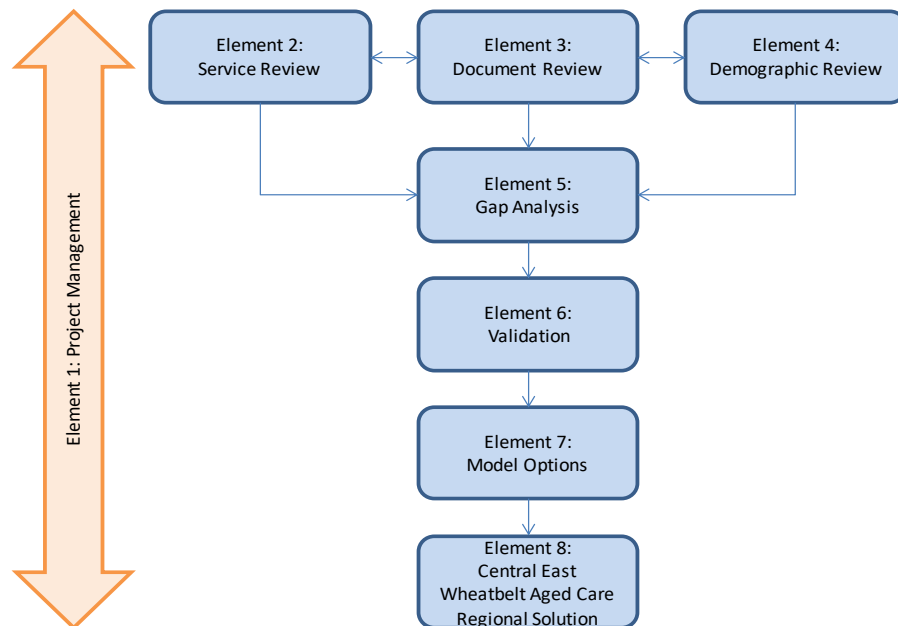 Element 2:
Service Review
Element 3:
Document Review
Element 4:
Demographic Review
Element 5:
Gap Analysis
Element 6:
Validation
Element 7:
Model Options
Element 8:
Central East
Wheatbelt Aged Care
Regional Solution
Element 1: Project Management